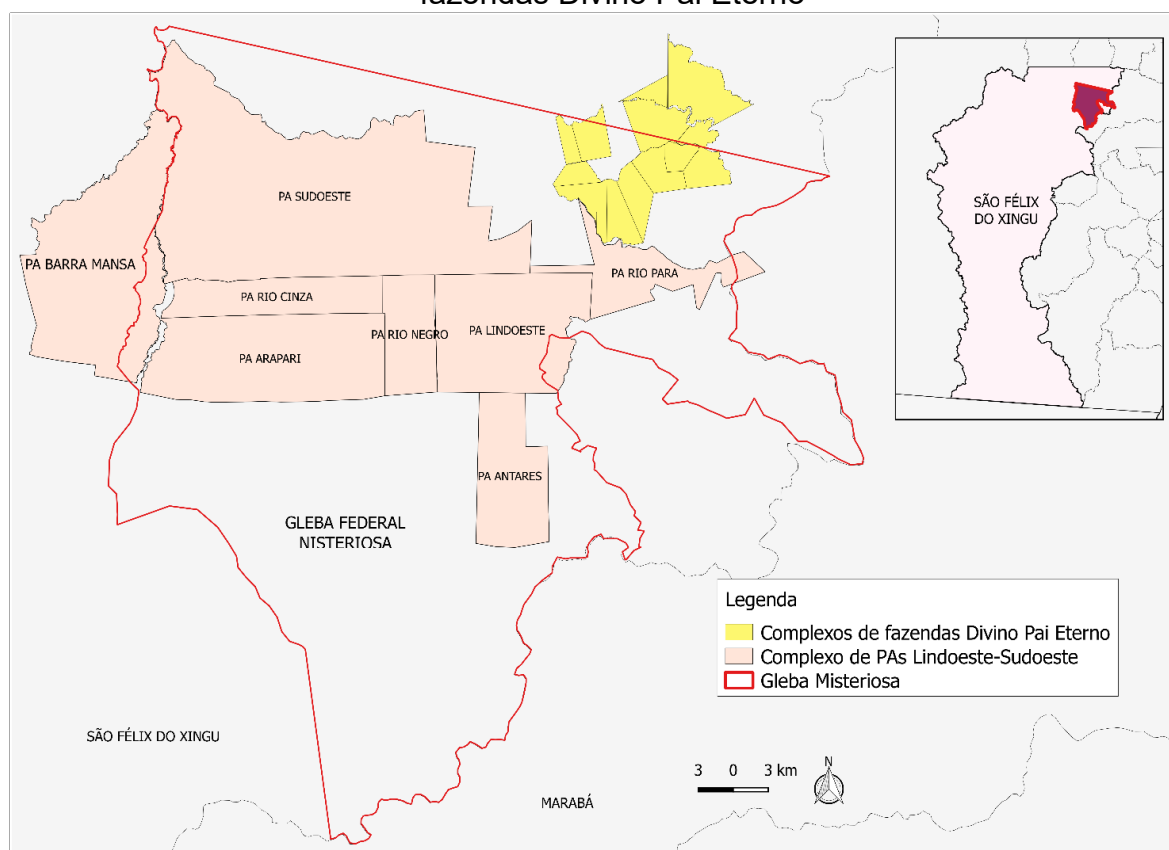 fazendas Divino Pai Eterno
PA SUDOESTE
PA BARRA MANSA
PA RIO CINZA
PA RIO NEGRO
PA LINDOESTE
PA RIO PARA
PA ARAPARI
PA ANTARES
GLEBA FEDERAL
NISTERIOSA
SÃO FÉLIX DO XINGU
MARABÁ
SÃO FÉLIX
DO XINGU
Legenda
Complexos de fazendas Divino Pai Eterno
Complexo de PAs Lindoeste-Sudoeste
Gleba Misteriosa
3 0 3 km
N